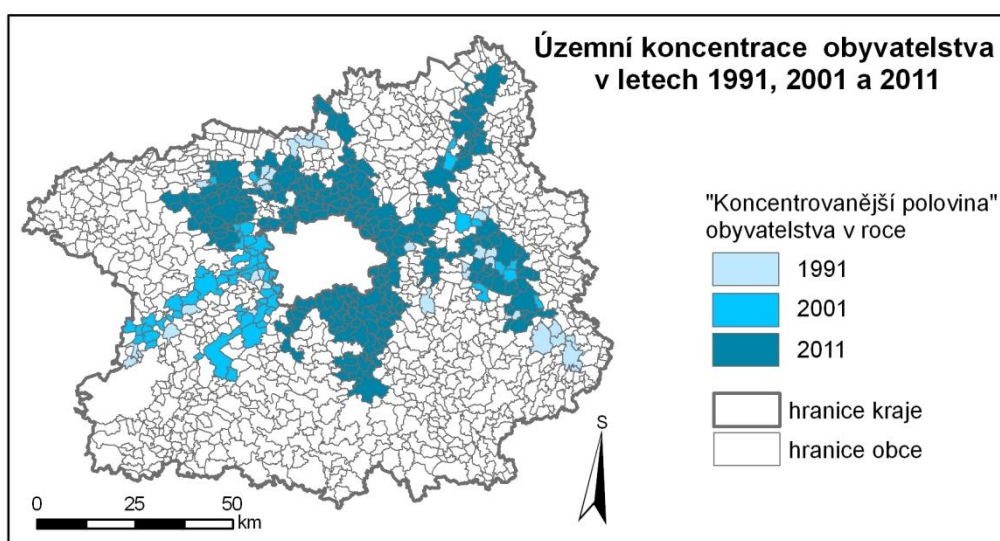 Územní koncentrace obyvatelstva
v letech 1991, 2001 a 2011
"Koncentrovanější polovina"
obyvatelstva v roce
1991
2001
2011
hranice kraje
hranice obce
S
0 25 50
km